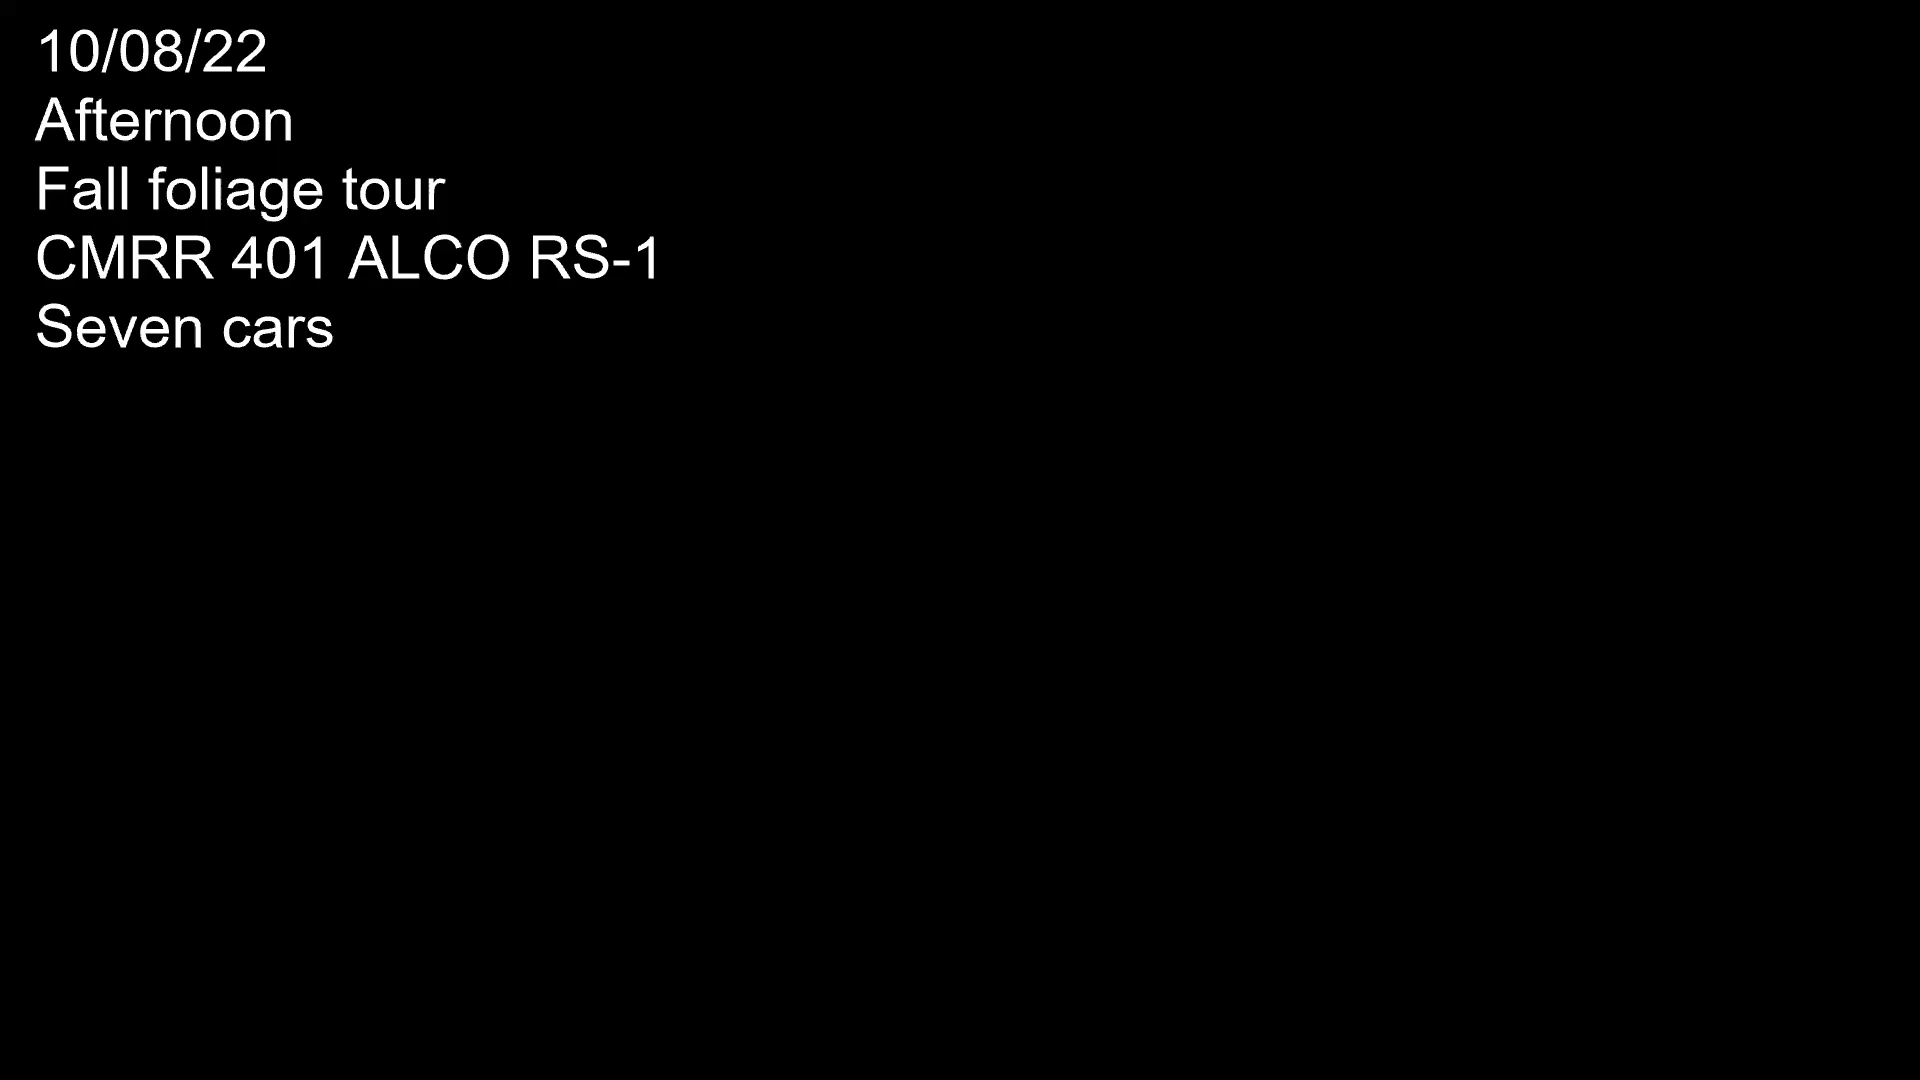 10/08/22
Afternoon
Fall foliage tour
CMRR 401 ALCO RS-1
Seven cars